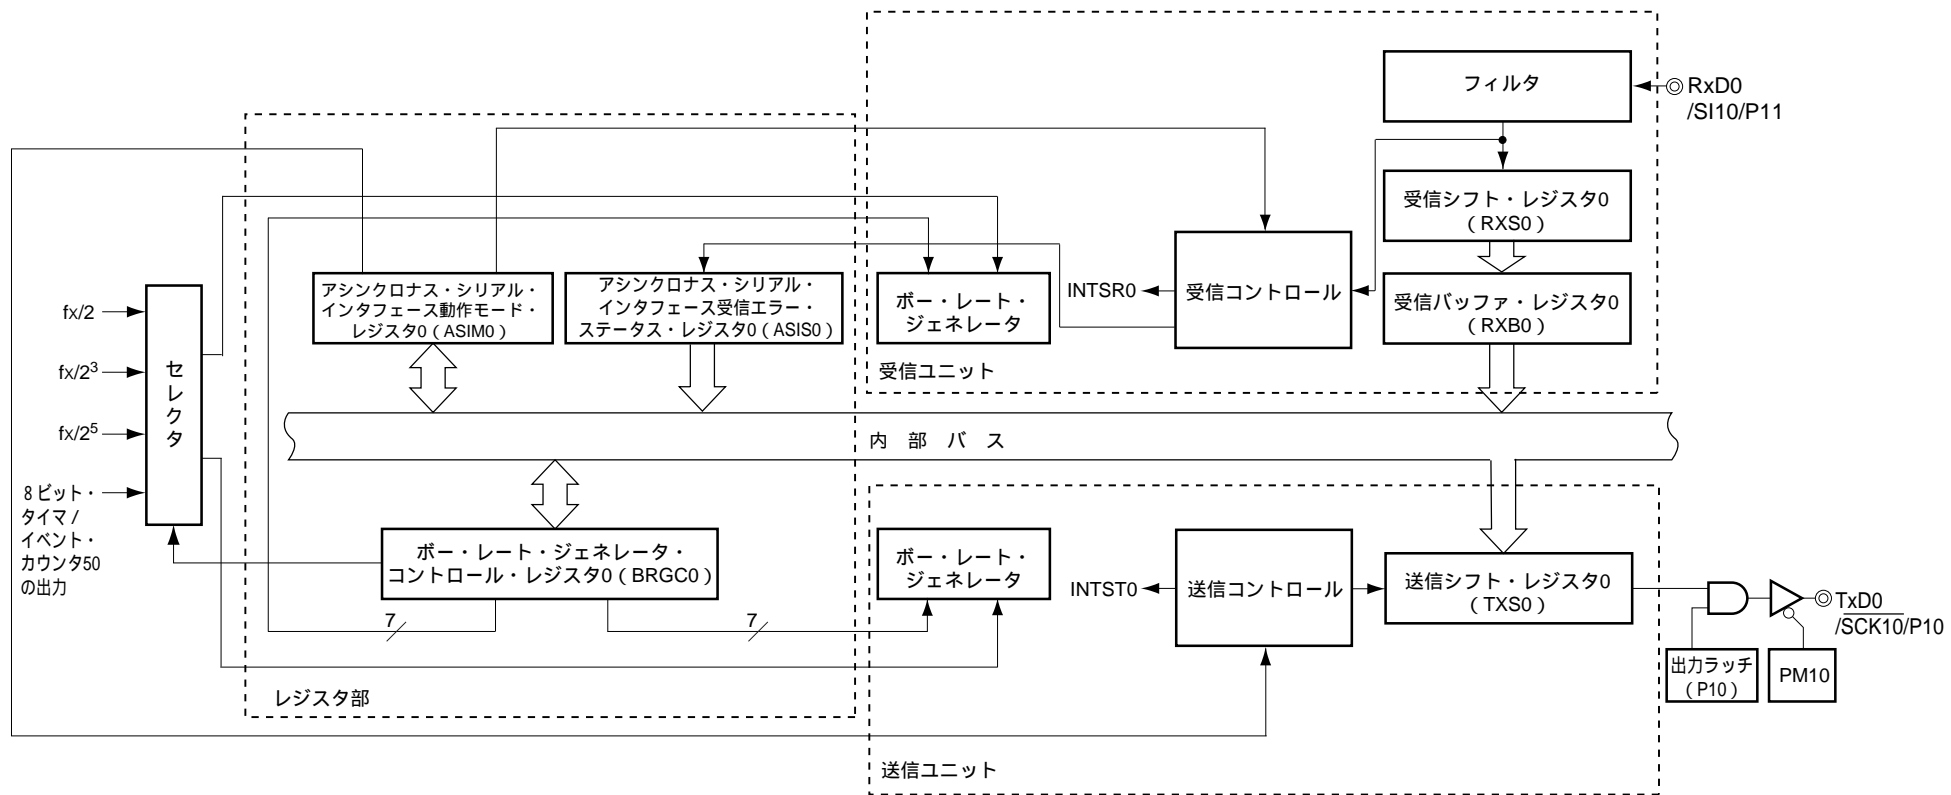 フィルタ
RxD0
/SI10/P11
受信シフト・レジスタ0
（RXS0）
アシンクロナス・シリアル・
インタフェース動作モード・
レジスタ0（ASIM0）
アシンクロナス・シリアル・
インタフェース受信エラー・
ステータス・レジスタ0（ASIS0）
ボー・レート・
ジェネレータ
INTSR0
受信コントロール
受信バッファ・レジスタ0
（RXB0）
受信ユニット
fx/2
fx/2³
fx/2⁵
8ビット・
タイマ/
イベント・
カウンタ50
の出力
セレクタ
内部バス
ボー・レート・ジェネレータ・
コントロール・レジスタ0（BRGC0）
7
7
レジスタ部
ボー・レート・
ジェネレータ
INTST0
送信コントロール
送信シフト・レジスタ0
（TXS0）
TxD0
/SCK10/P10
出力ラッチ
（P10）
PM10
送信ユニット